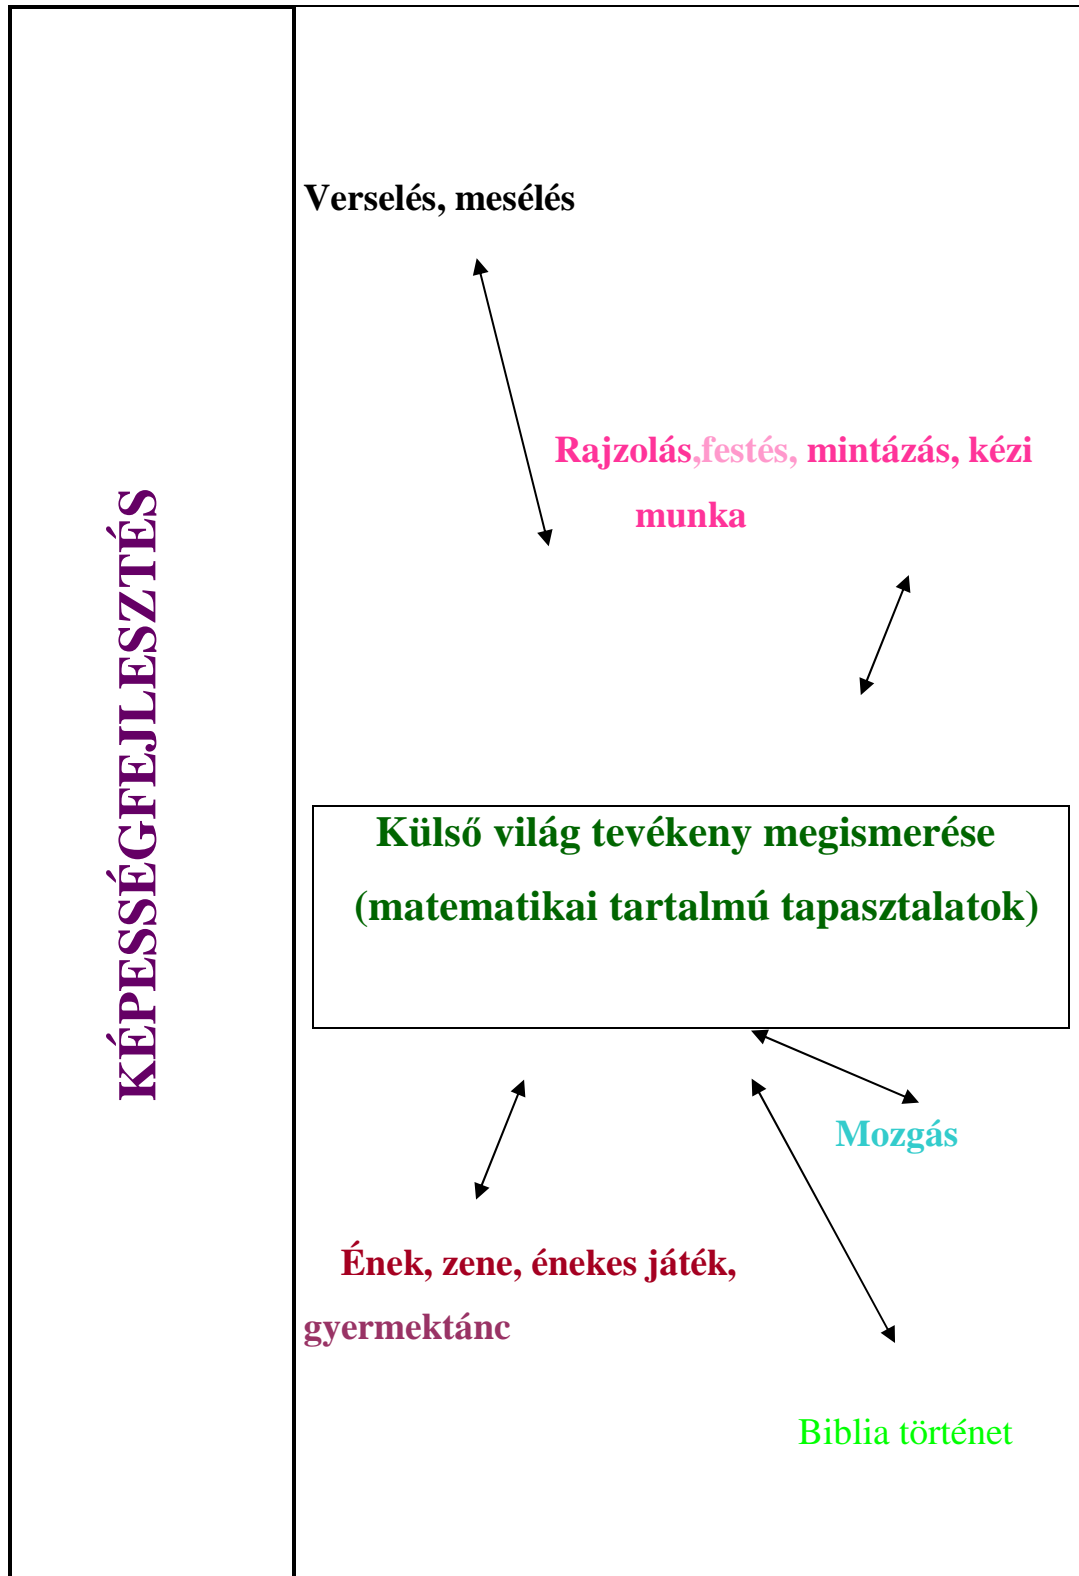 KÉPESSÉGFEJLESZTÉS
Verselés, mesélés
Rajzolás,festés, mintázás, kézi
munka
Külső világ tevékeny megismerése
(matematikai tartalmú tapasztalatok)
Mozgás
Ének, zene, énekes játék,
gyermektánc
Biblia történet